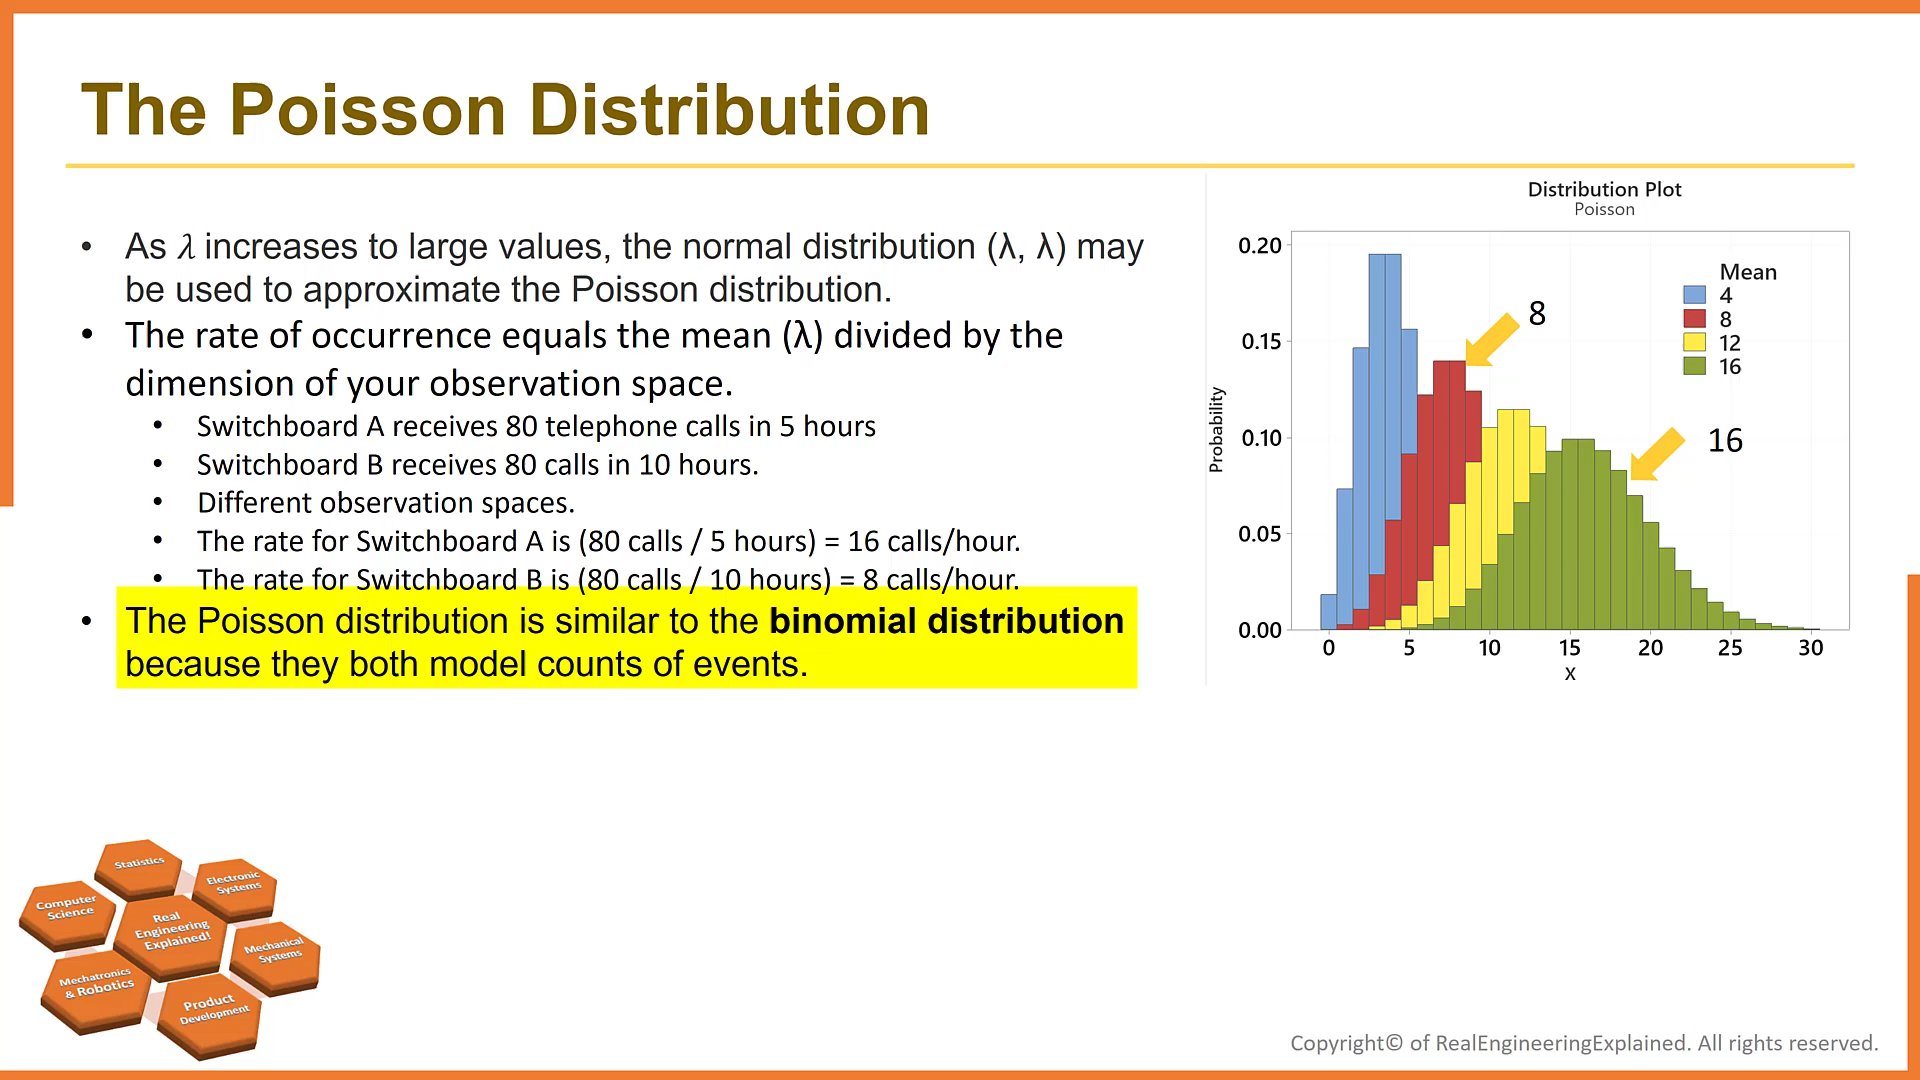 The Poisson Distribution
• As λ increases to large values, the normal distribution (λ, λ) may
be used to approximate the Poisson distribution.
• The rate of occurrence equals the mean (λ) divided by the
dimension of your observation space.
• Switchboard A receives 80 telephone calls in 5 hours
• Switchboard B receives 80 calls in 10 hours.
• Different observation spaces.
• The rate for Switchboard A is (80 calls / 5 hours) = 16 calls/hour.
• The rate for Switchboard B is (80 calls / 10 hours) = 8 calls/hour.
• The Poisson distribution is similar to the binomial distribution
because they both model counts of events.
Distribution Plot
Poisson
0.20
0.15
0.10
0.05
0.00
Probability
Mean
4
8
12
16
8
16
0 5 10 15 20 25 30
X
Statistics
Electronic
Systems
Computer
Science
Real
Engineering
Explained!
Mechanical
Systems
Mechatronics
& Robotics
Product
Development
Copyright© of RealEngineeringExplained. All rights reserved.